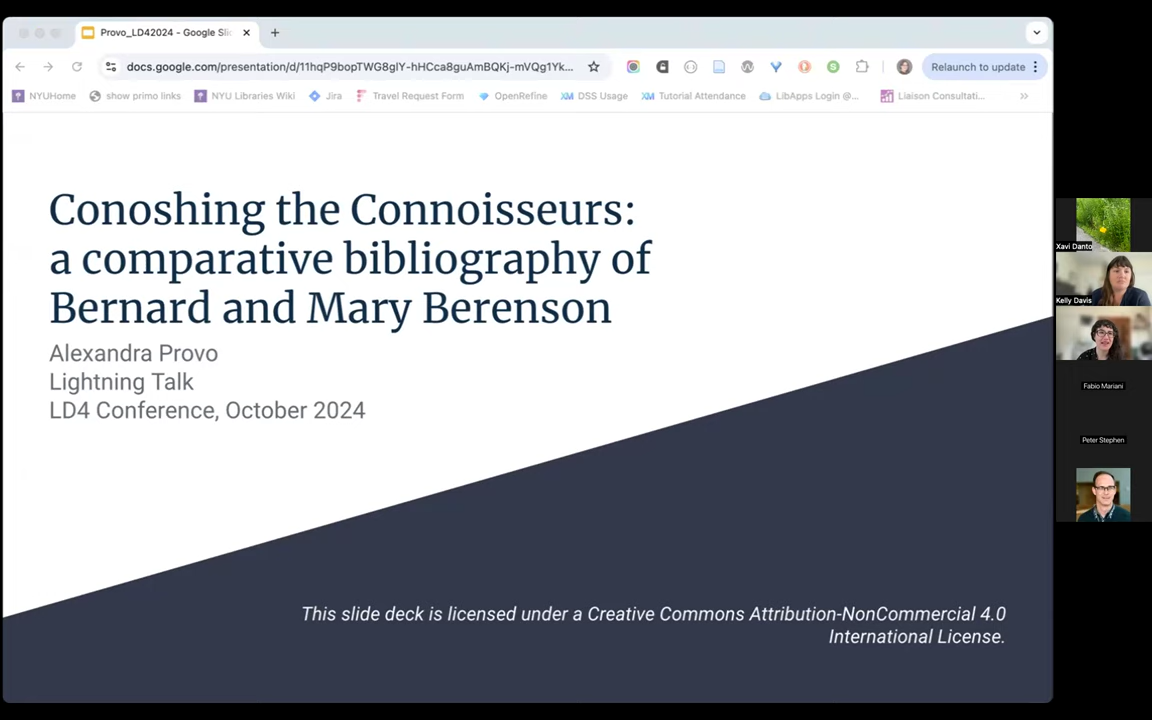 Provo_LD42024 - Google Slid
docs.google.com/presentation/d/11hqP9bopTWG8glY-hHCca8guAmBQKj-mVQg1Yk...
Relaunch to update
NYUHome
show primo links
NYU Libraries Wiki
Jira
Travel Request Form
OpenRefine
DSS Usage
Tutorial Attendance
LibApps Login @...
Liaison Consultati...
Conoshing the Connoisseurs:
a comparative bibliography of
Bernard and Mary Berenson
Alexandra Provo
Lightning Talk
LD4 Conference, October 2024
This slide deck is licensed under a Creative Commons Attribution-NonCommercial 4.0
International License.
Xavi Danto
Kelly Davis
Fabio Mariani
Peter Stephen